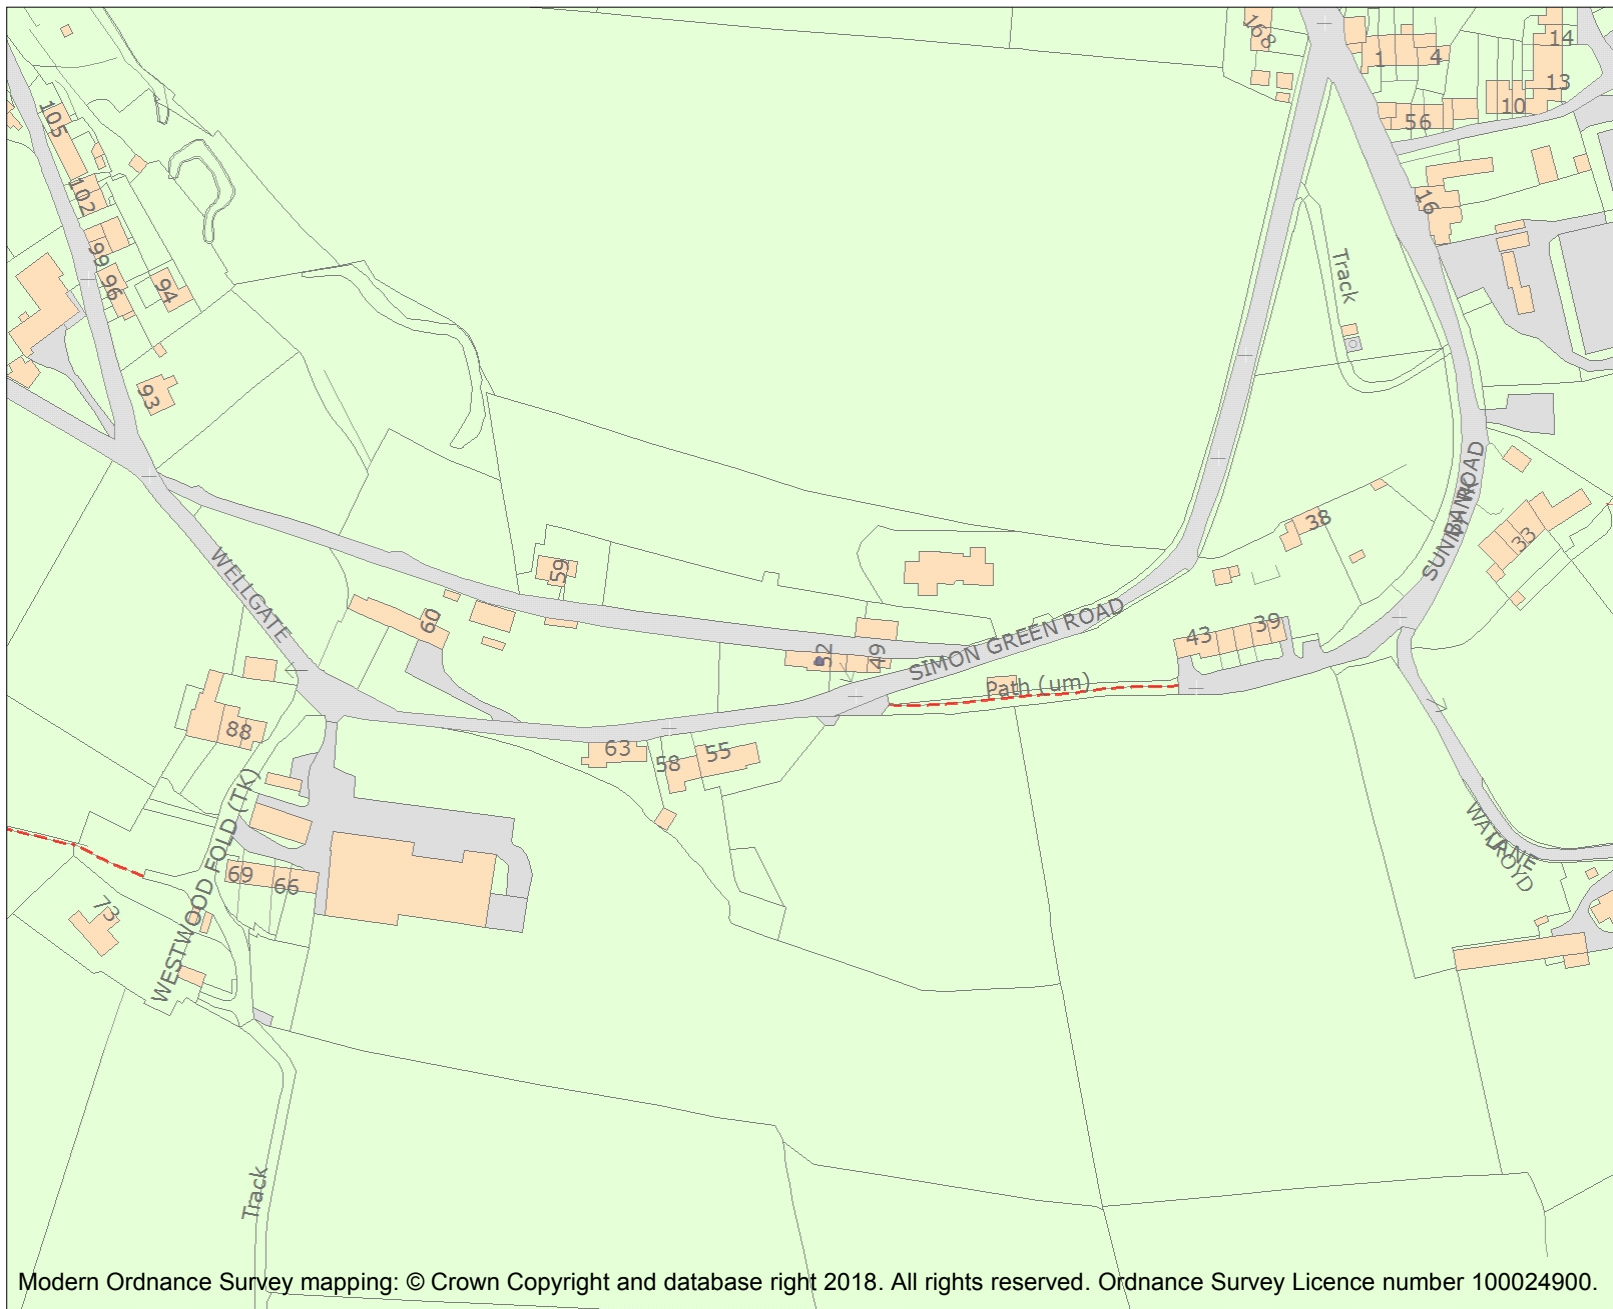 168
1
4
14
13
10
56
105
102
16
99
96
94
Track
93
SUNNY BANK
ROAD
38
33
WELLGATE
59
60
52
49
SIMON GREEN ROAD
43
39
Path (um)
88
63
58
55
WESTWOOD FOLD (TK)
69
66
73
WATROYD
LANE
Track
Modern Ordnance Survey mapping: © Crown Copyright and database right 2018. All rights reserved. Ordnance Survey Licence number 100024900.